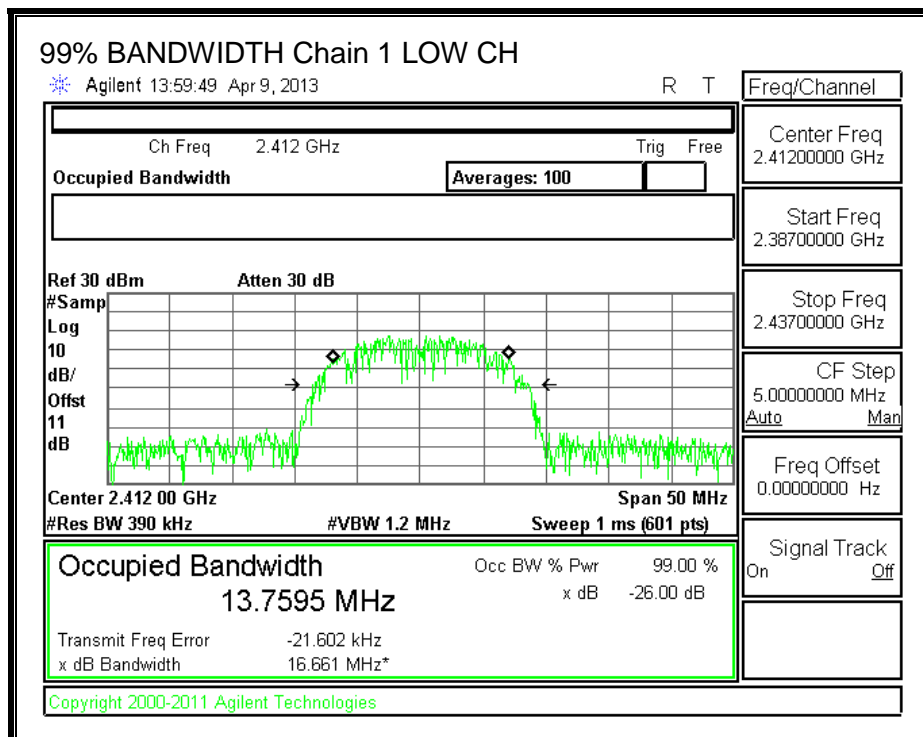 99% BANDWIDTH Chain 1 LOW CH
Agilent 13:59:49 Apr 9, 2013 R T
Freq/Channel
Ch Freq 2.412 GHz Trig Free
Occupied Bandwidth Averages: 100
Center Freq
2.41200000 GHz
Start Freq
2.38700000 GHz
Stop Freq
2.43700000 GHz
CF Step
5.00000000 MHz
Auto Man
Freq Offset
0.00000000 Hz
Signal Track
On Off
Ref 30 dBm Atten 30 dB
#Samp
Log
10
dB/
Offst
11
dB
Center 2.412 00 GHz Span 50 MHz
#Res BW 390 kHz #VBW 1.2 MHz Sweep 1 ms (601 pts)
Occupied Bandwidth Occ BW % Pwr 99.00 %
13.7595 MHz x dB -26.00 dB
Transmit Freq Error -21.602 kHz
x dB Bandwidth 16.661 MHz*
Copyright 2000-2011 Agilent Technologies